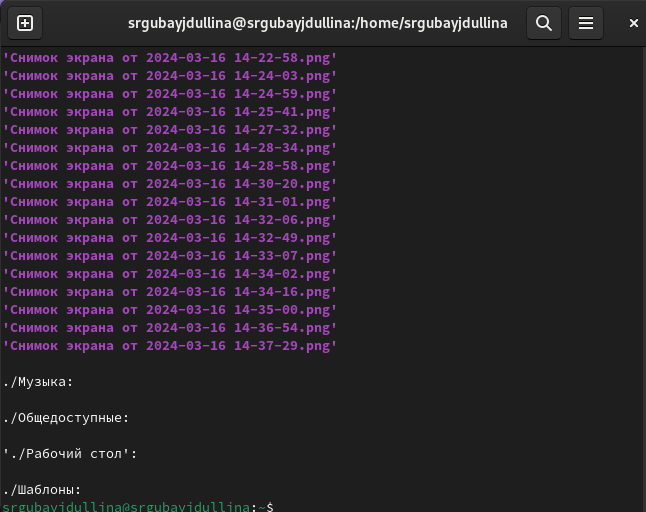 srgubayjdullina@srgubayjdullina:/home/srgubayjdullina
'Снимок экрана от 2024-03-16 14-22-58.png'
'Снимок экрана от 2024-03-16 14-24-03.png'
'Снимок экрана от 2024-03-16 14-24-59.png'
'Снимок экрана от 2024-03-16 14-25-41.png'
'Снимок экрана от 2024-03-16 14-27-32.png'
'Снимок экрана от 2024-03-16 14-28-34.png'
'Снимок экрана от 2024-03-16 14-28-58.png'
'Снимок экрана от 2024-03-16 14-30-20.png'
'Снимок экрана от 2024-03-16 14-31-01.png'
'Снимок экрана от 2024-03-16 14-32-06.png'
'Снимок экрана от 2024-03-16 14-32-49.png'
'Снимок экрана от 2024-03-16 14-33-07.png'
'Снимок экрана от 2024-03-16 14-34-02.png'
'Снимок экрана от 2024-03-16 14-34-16.png'
'Снимок экрана от 2024-03-16 14-35-00.png'
'Снимок экрана от 2024-03-16 14-36-54.png'
'Снимок экрана от 2024-03-16 14-37-29.png'
./Музыка:
./Общедоступные:
'./Рабочий стол':
./Шаблоны:
srgubayjdullina@srgubayjdullina:~$